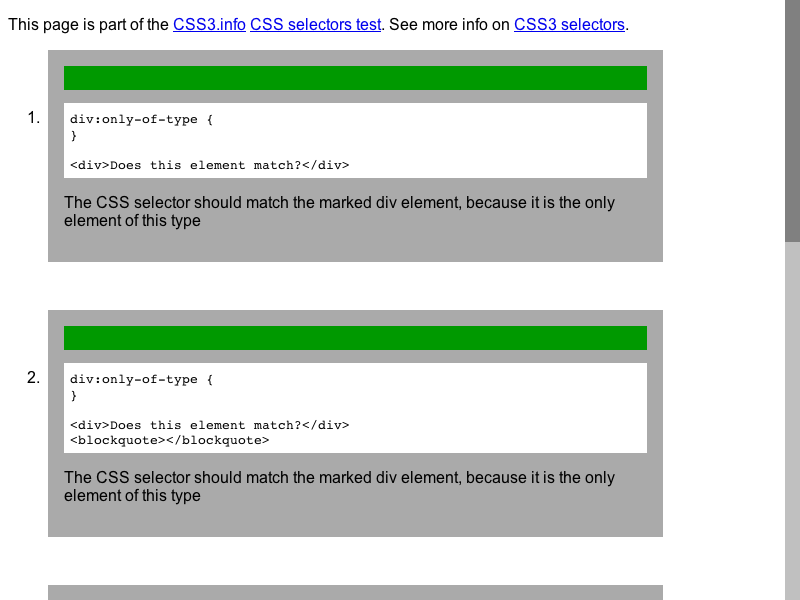 This page is part of the CSS3.info CSS selectors test. See more info on CSS3 selectors.
1.
div:only-of-type {
}
<div>Does this element match?</div>
The CSS selector should match the marked div element, because it is the only
element of this type
2.
div:only-of-type {
}
<div>Does this element match?</div>
<blockquote></blockquote>
The CSS selector should match the marked div element, because it is the only
element of this type